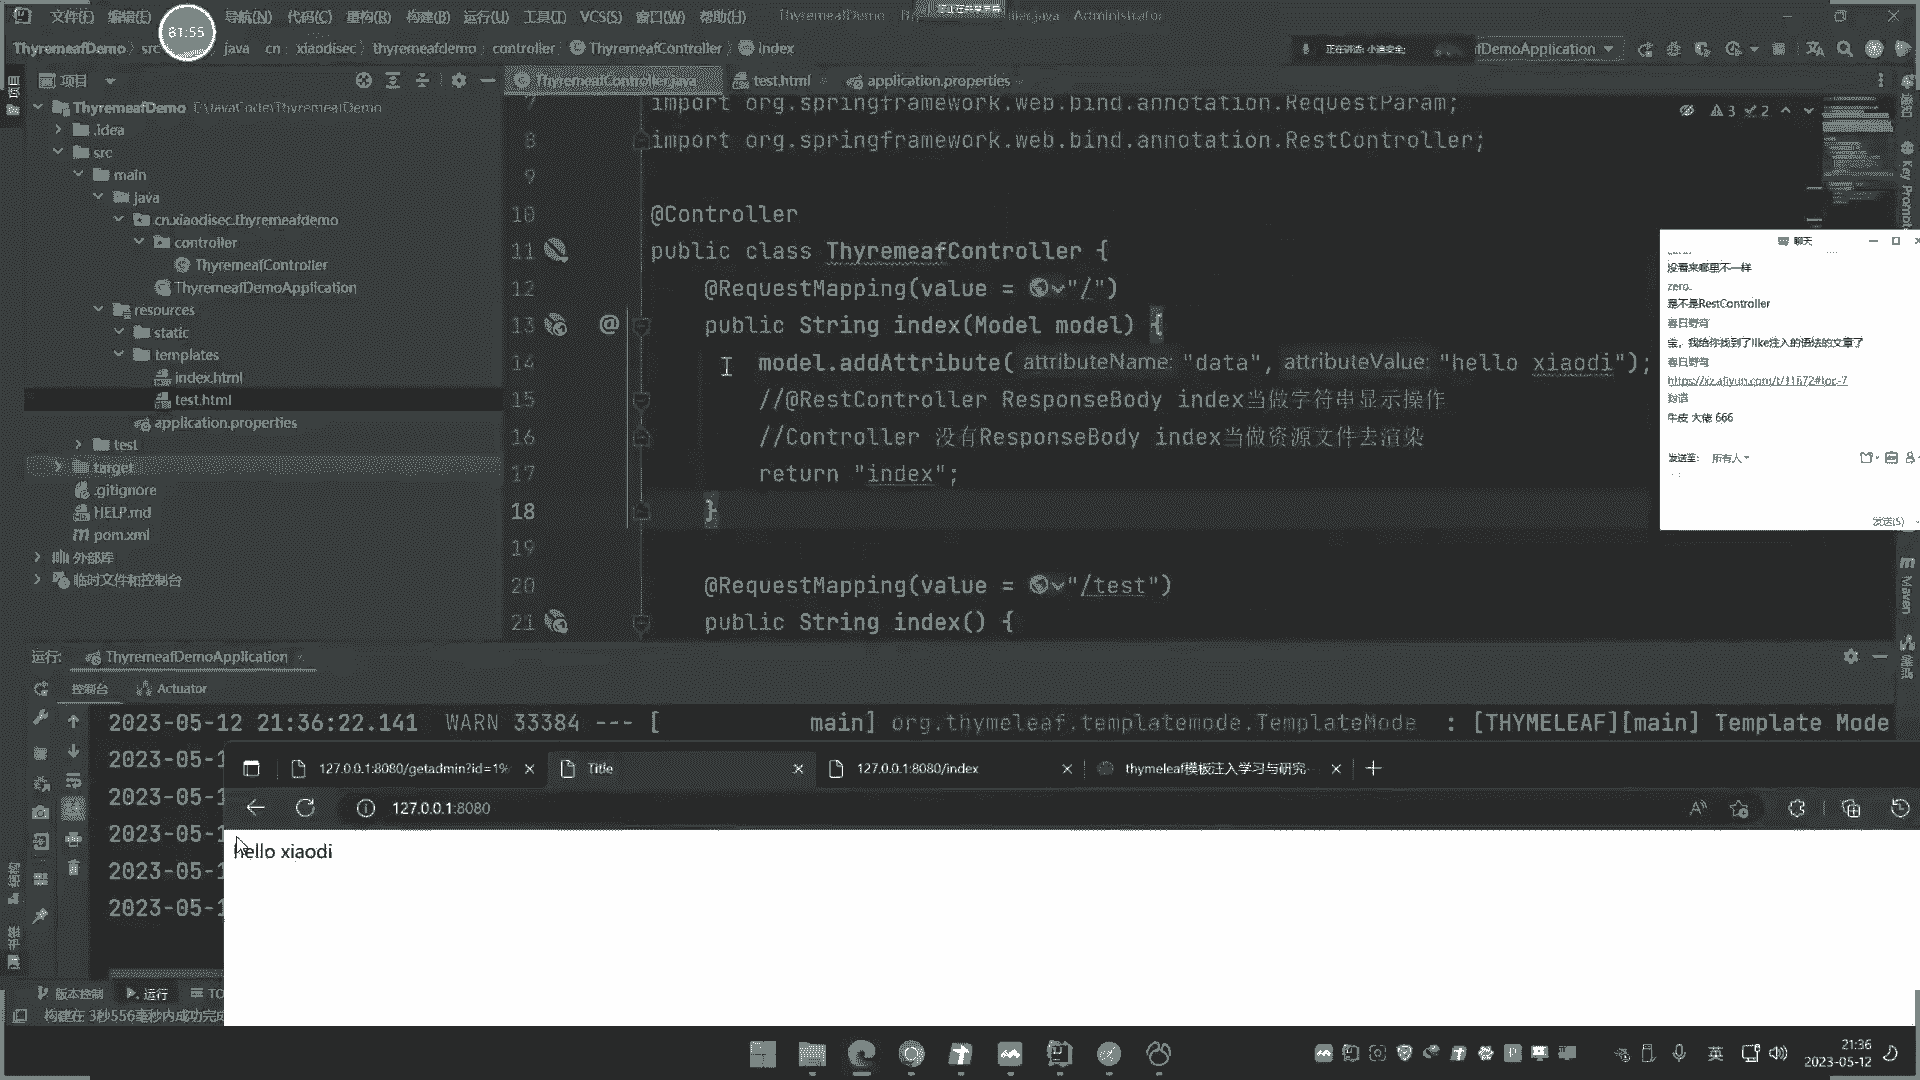 文件(F) 编辑(E) 导航(N) 代码(C) 重构(R) 构建(B) 运行(U) 工具(T) VCS(S) 窗口(W) 帮助(H) ThyremeafDemo Administrator
81:55
ThyremeafDemo src java cn xiaodisec thyremeafdemo controller ThyremeafController index
正在讲话: 小迪安全;
fDemoApplication
项目
ThyremeafController.java test.html application.properties
ThyremeafDemo E:\JavaCode\ThyremeafDemo
.idea
src
main
java
cn.xiaodisec.thyremeafdemo
controller
ThyremeafController
ThyremeafDemoApplication
resources
static
templates
index.html
test.html
application.properties
test
target
.gitignore
HELP.md
pom.xml
外部库
临时文件和控制台
3 2
7 import org.springframework.web.bind.annotation.RequestParam;
8 import org.springframework.web.bind.annotation.RestController;
9
10 @Controller
11 public class ThyremeafController {
12 @RequestMapping(value = "/")
13 public String index(Model model) {
14 model.addAttribute( attributeName: "data", attributeValue: "hello xiaodi");
15 //@RestController ResponseBody index当做字符串显示操作
16 //Controller 没有ResponseBody index当做资源文件去渲染
17 return "index";
18 }
19
20 @RequestMapping(value = "/test")
21 public String index() {
通知
Key Promoter
Maven
聊天
没看来哪里不一样
zero.
是不是RestController
春日野穹
金，我给你找到了like注入的语法的文章了
春日野穹
https://xz.aliyun.com/t/11672#toc-7
牛皮 大佬 666
发送至: 所有人
发送(S)
运行: ThyremeafDemoApplication
控制台 Actuator
2023-05-12 21:36:22.141 WARN 33384 --- [ main] org.thymeleaf.templatemode.TemplateMode : [THYMELEAF][main] Template Mode
2023-05-1
2023-05-1
2023-05-1
2023-05-1
2023-05-1
127.0.0.1:8080/getadmin?id=1% Title 127.0.0.1:8080/index thymeleaf模板注入学习与研究
127.0.0.1:8080
hello xiaodi
结构
版本控制 运行 TO
构建在 3秒556毫秒内成功完成
英
21:36
2023-05-12